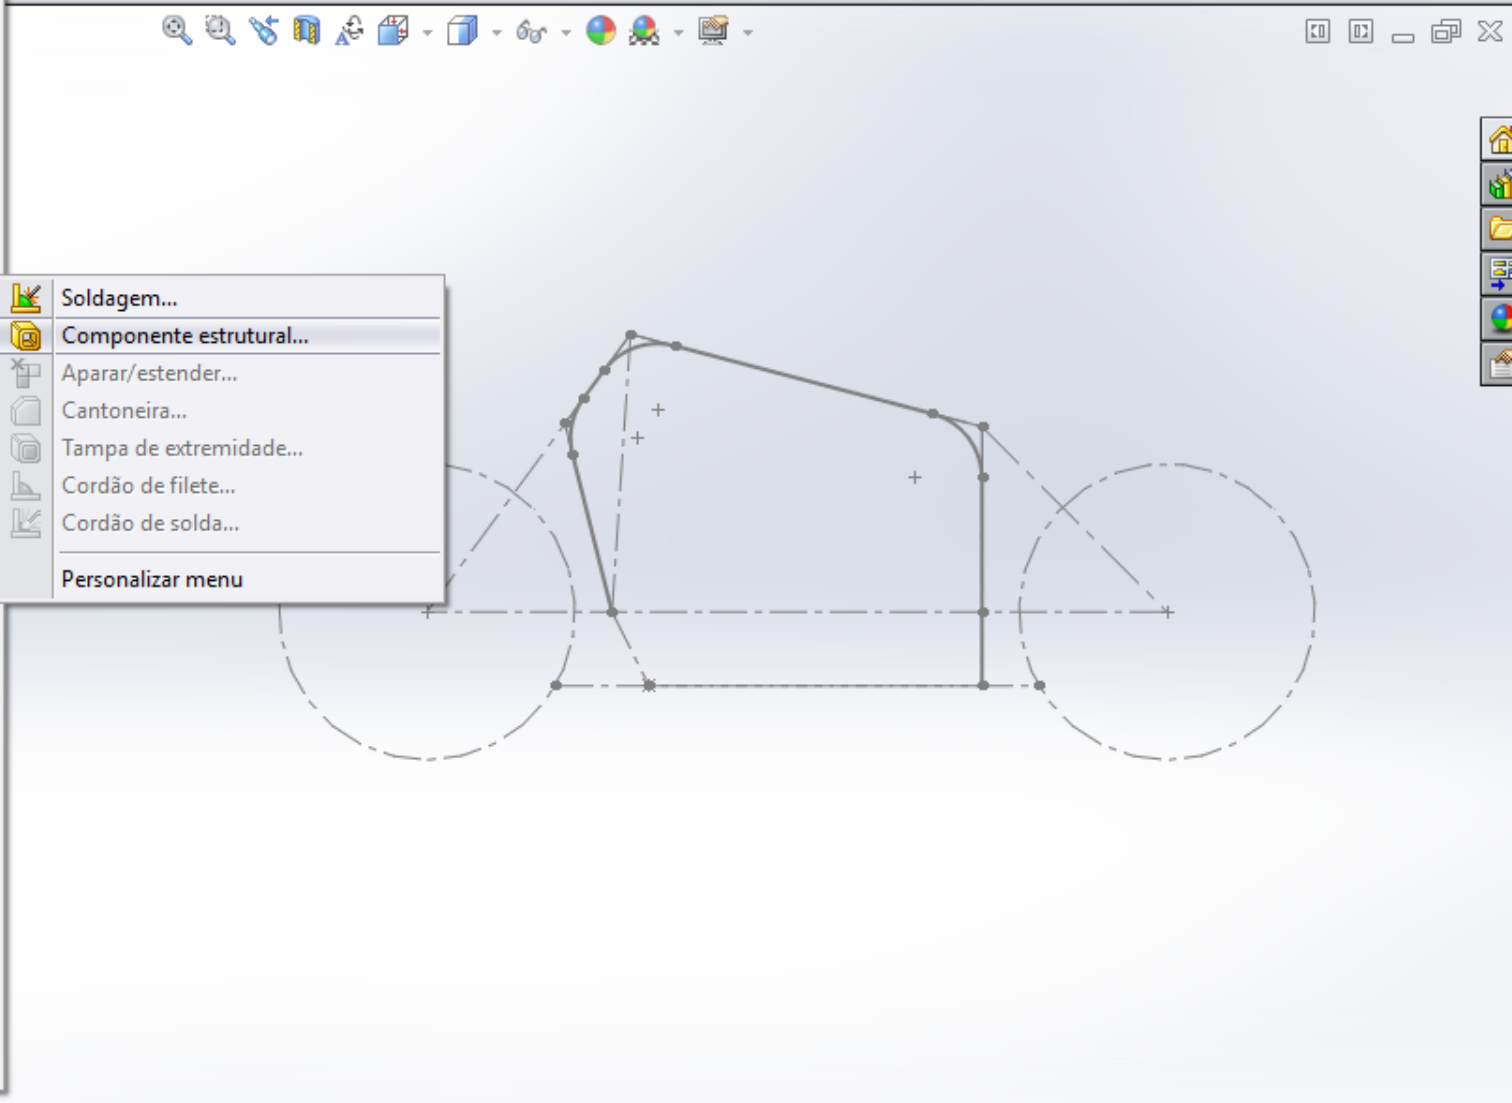 Soldagem...
Componente estrutural...
Aparar/estender...
Cantoneira...
Tampa de extremidade...
Cordão de filete...
Cordão de solda...
Personalizar menu